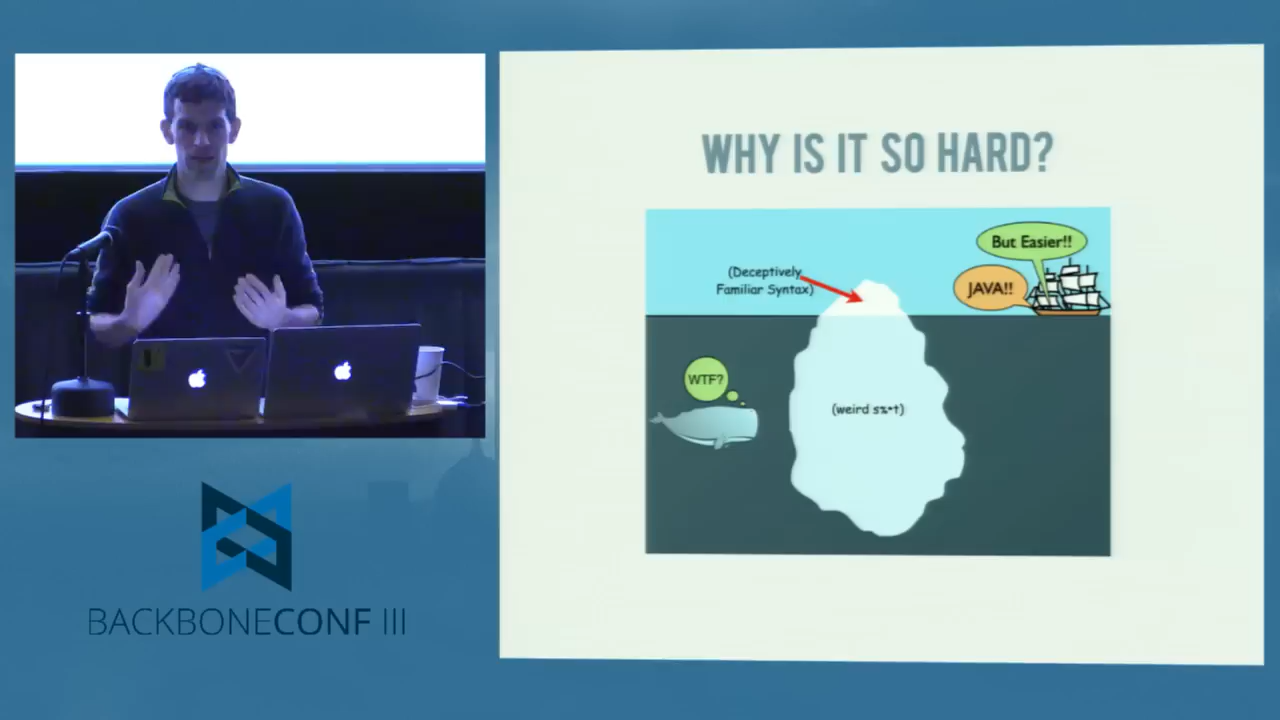 WHY IS IT SO HARD?
But Easier!!
(Deceptively
Familiar Syntax)
JAVA!!
WTF?
(weird s%*t)
BACKBONECONF III